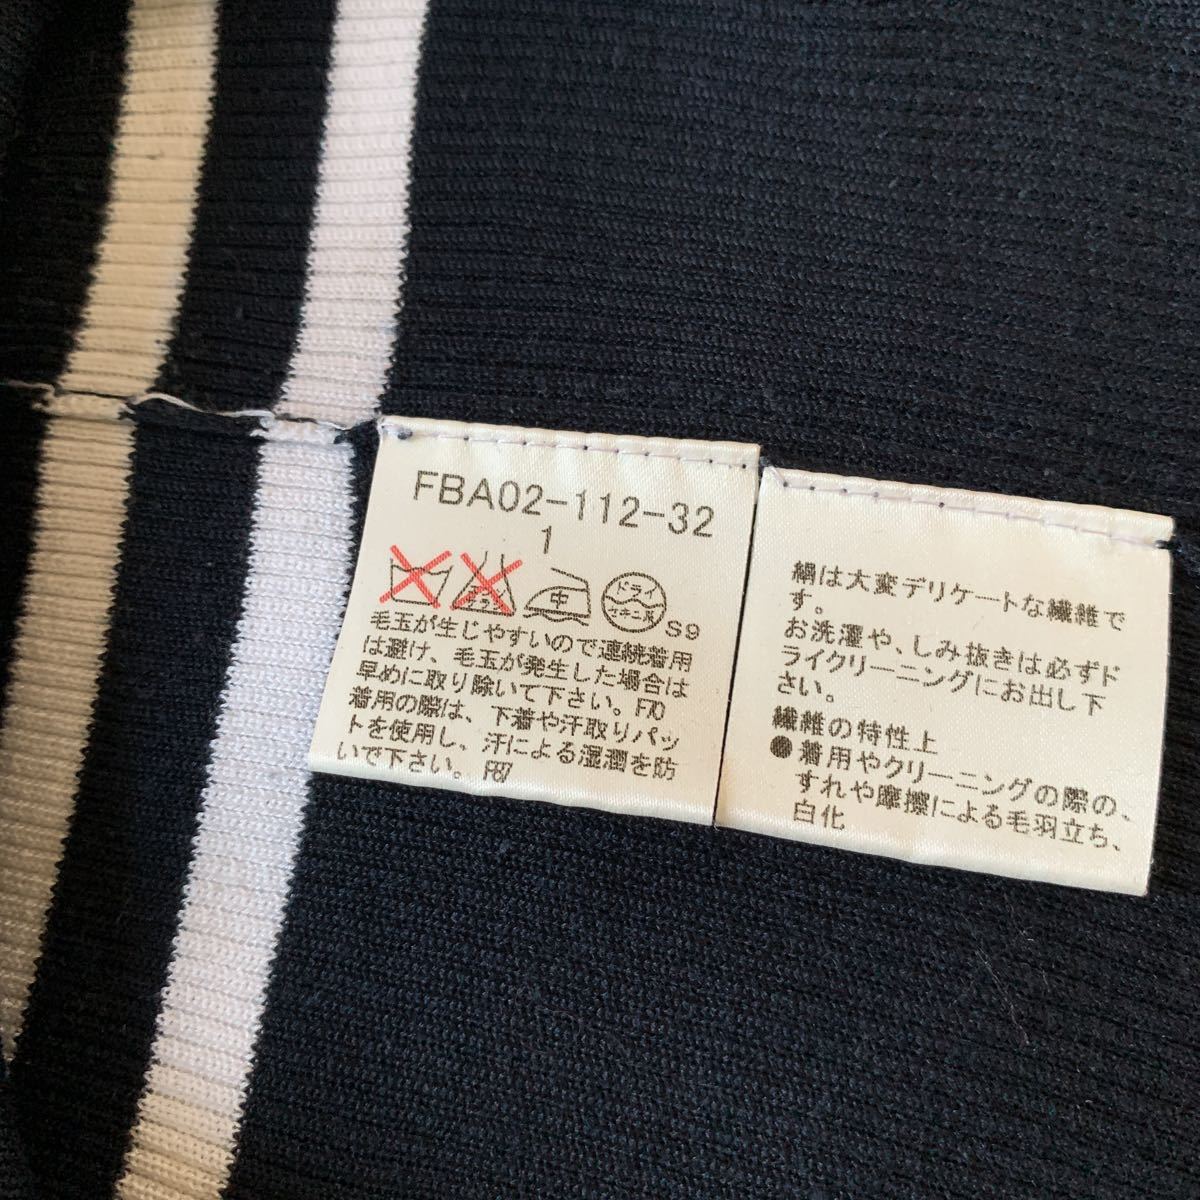 FBA02-112-32
1
エンソサラシ
中
ドライ
セキユ系
S9
毛玉が生じやすいので連続着用
は避け、毛玉が発生した場合は
早めに取り除いて下さい。F70
着用の際は、下着や汗取りパッ
トを使用し、汗による湿潤を防
いで下さい。F87
絹は大変デリケートな繊維で
す。
お洗濯や、しみ抜きは必ずド
ライクリーニングにお出し下
さい。
繊維の特性上
●着用やクリーニングの際の、
すれや摩擦による毛羽立ち、
白化